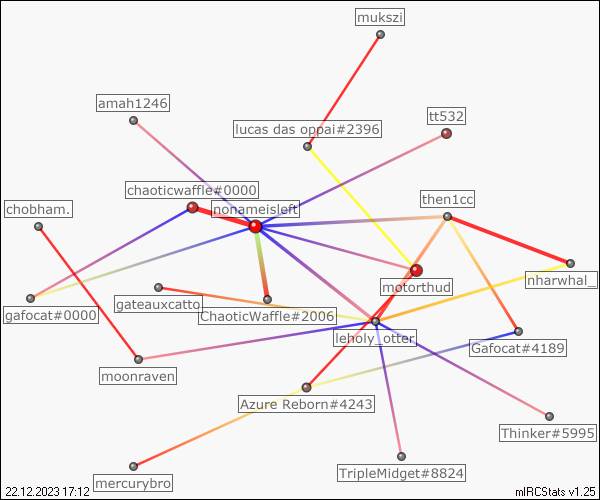 mukszi
amah1246
tt532
lucas das oppai#2396
chaoticwaffle#0000
then1cc
chobham.
nonameisleft
motorthud
nharwhal_
gateauxcatto
gafocat#0000
ChaoticWaffle#2006
leholy_otter
Gafocat#4189
moonraven
Azure Reborn#4243
Thinker#5995
TripleMidget#8824
mercurybro
22.12.2023 17:12
mIRCStats v1.25